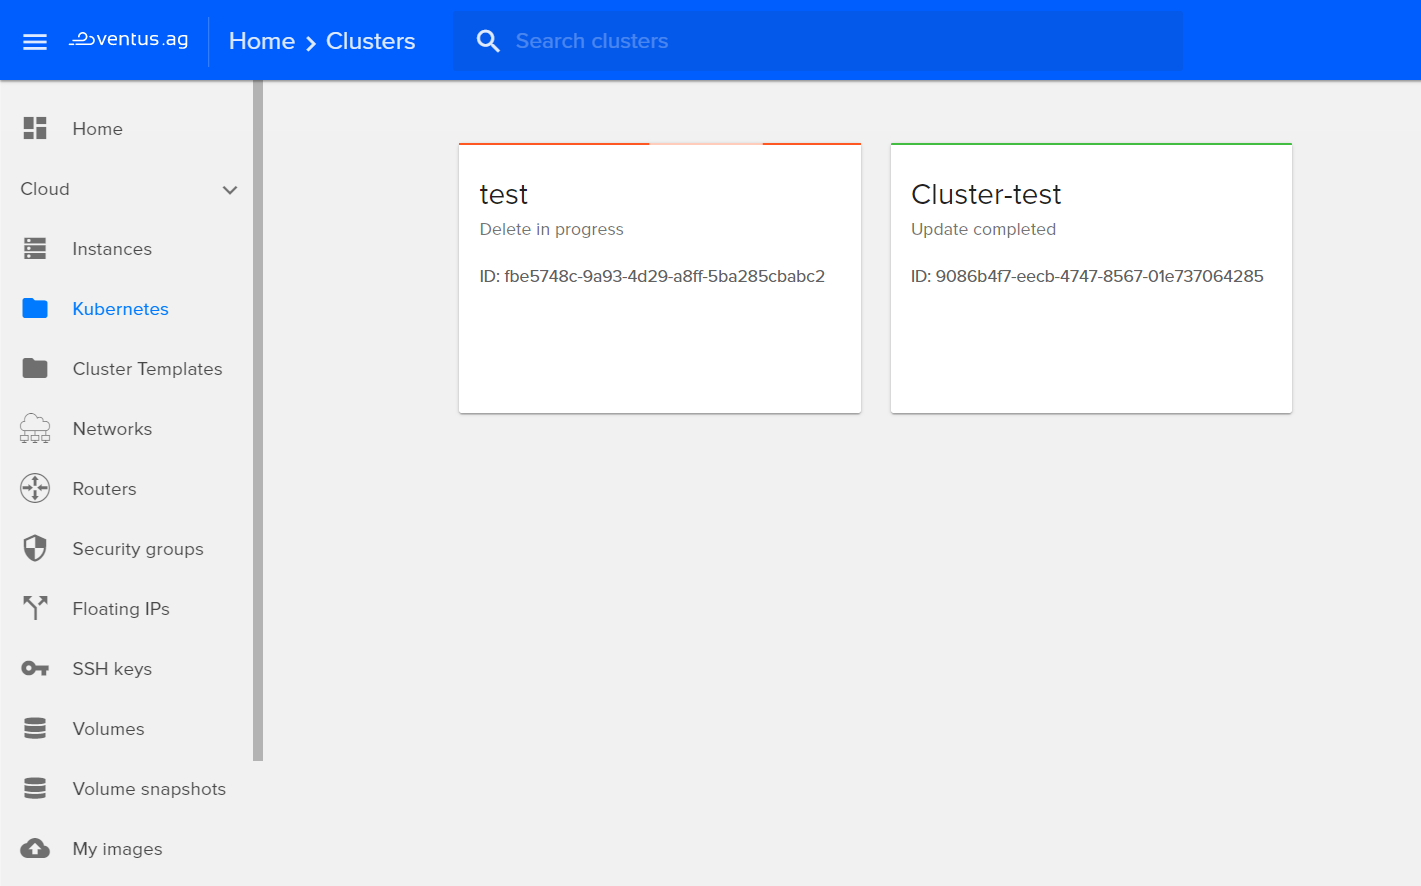 ventus.ag
Home > Clusters
Search clusters
Home
Cloud
Instances
Kubernetes
Cluster Templates
Networks
Routers
Security groups
Floating IPs
SSH keys
Volumes
Volume snapshots
My images
test
Delete in progress
ID: fbe5748c-9a93-4d29-a8ff-5ba285cbabc2
Cluster-test
Update completed
ID: 9086b4f7-eecb-4747-8567-01e737064285